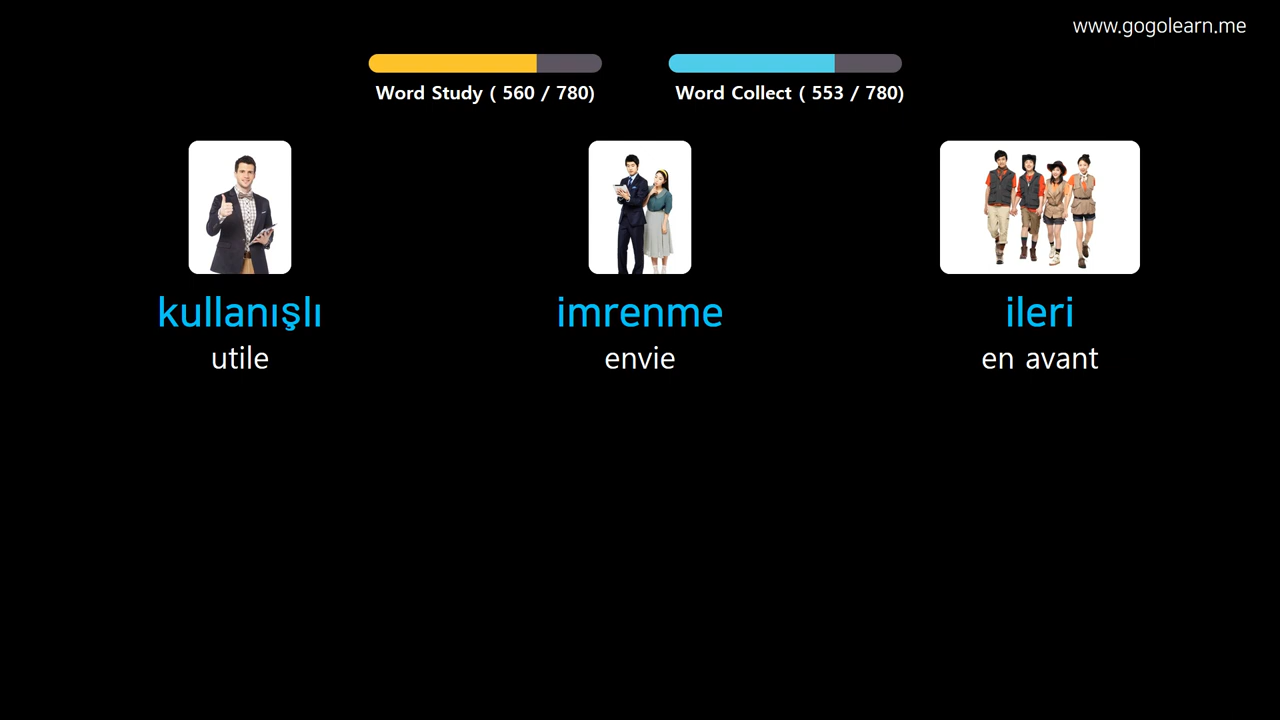 www.gogolearn.me
Word Study ( 560 / 780)
Word Collect ( 553 / 780)
kullanışlı
utile
imrenme
envie
ileri
en avant